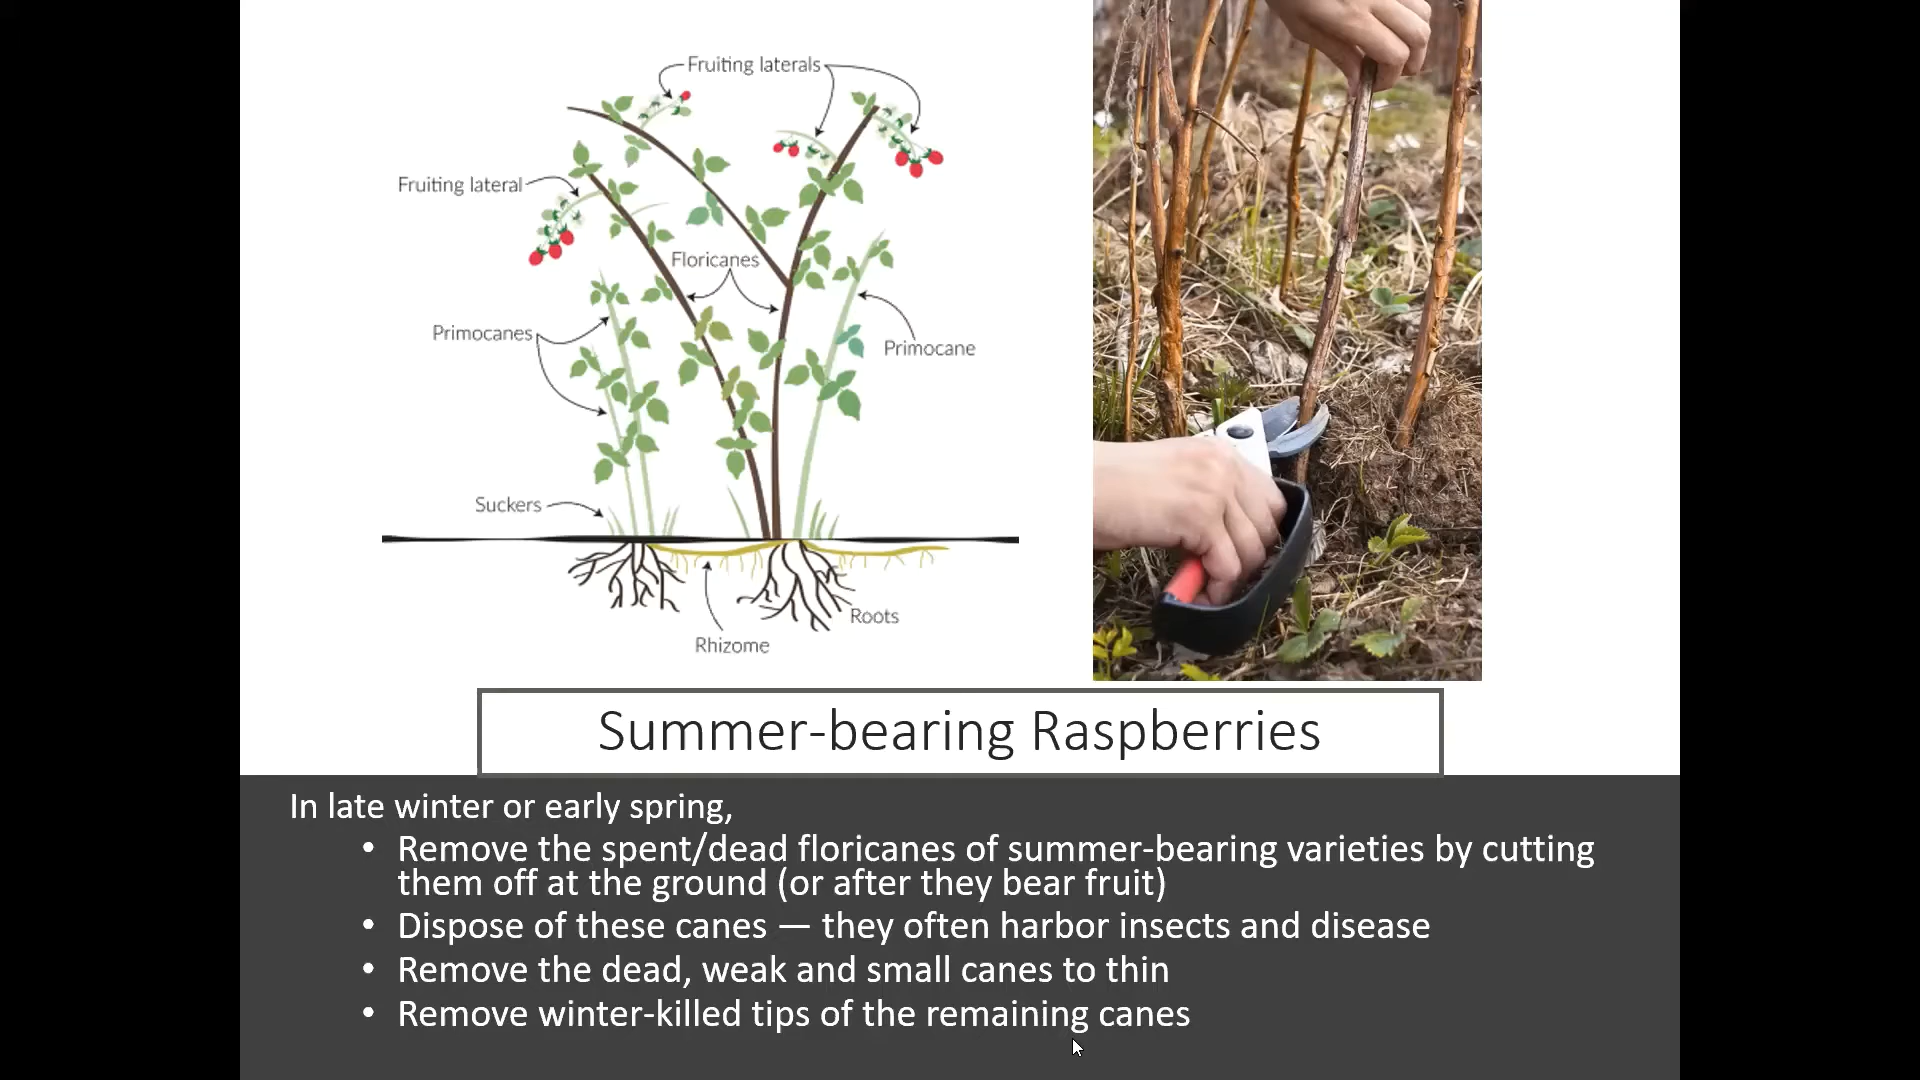 Fruiting laterals
Fruiting lateral
Floricanes
Primocanes
Primocane
Suckers
Roots
Rhizome
Summer-bearing Raspberries
In late winter or early spring,
• Remove the spent/dead floricanes of summer-bearing varieties by cutting
them off at the ground (or after they bear fruit)
• Dispose of these canes — they often harbor insects and disease
• Remove the dead, weak and small canes to thin
• Remove winter-killed tips of the remaining canes